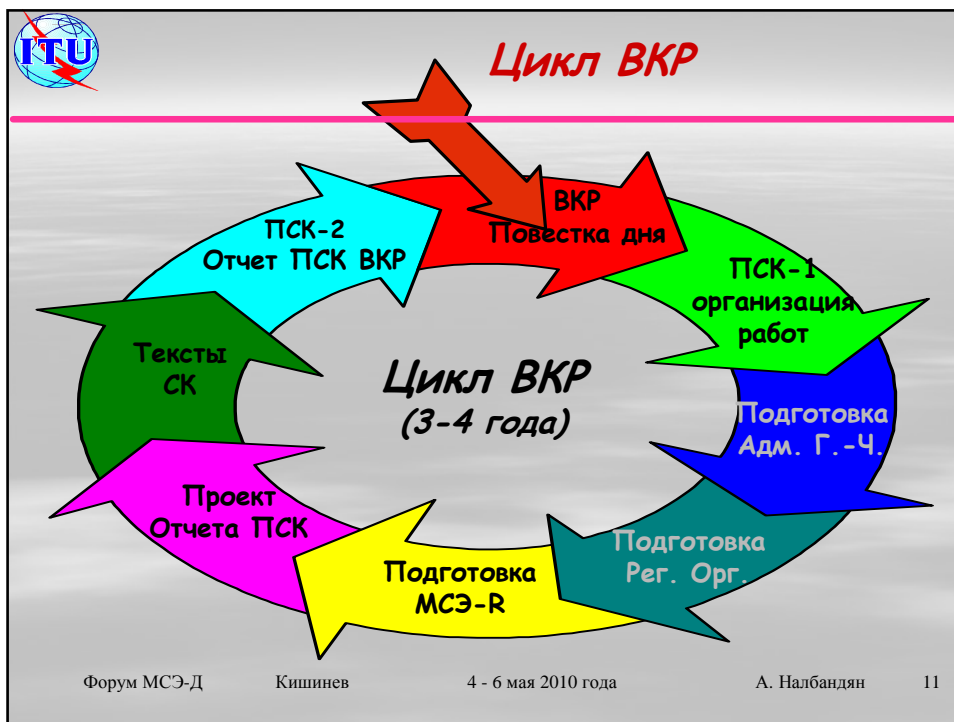 ITU
Цикл ВКР
ВКР
Повестка дня
ПСК-1
организация
работ
Подготовка
Адм. Г.-Ч.
Подготовка
Рег. Орг.
Подготовка
МСЭ-R
Проект
Отчета ПСК
Тексты
СК
ПСК-2
Отчет ПСК ВКР
Цикл ВКР
(3-4 года)
Форум МСЭ-Д Кишинев 4 - 6 мая 2010 года А. Налбандян 11